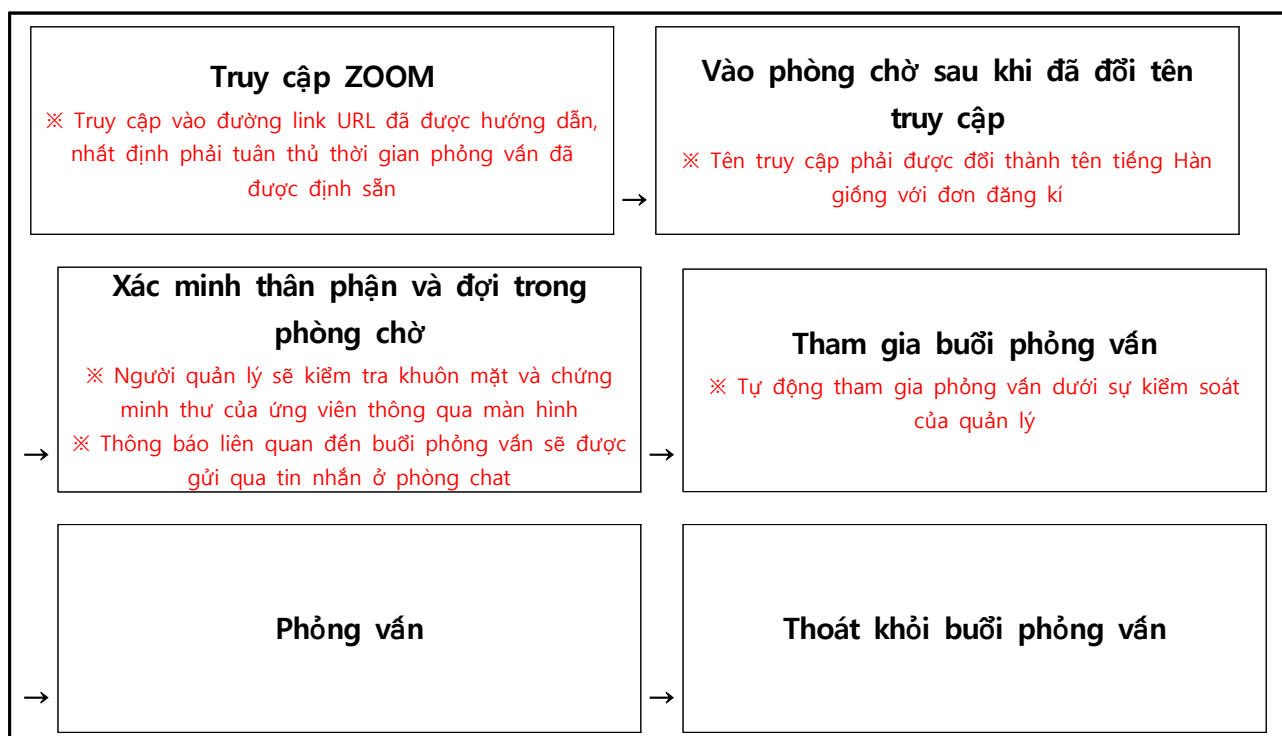 Truy cập ZOOM
※ Truy cập vào đường link URL đã được hướng dẫn,
nhất định phải tuân thủ thời gian phỏng vấn đã
được định sẵn
→
Vào phòng chờ sau khi đã đổi tên
truy cập
※ Tên truy cập phải được đổi thành tên tiếng Hàn
giống với đơn đăng kí
→
Xác minh thân phận và đợi trong
phòng chờ
※ Người quản lý sẽ kiểm tra khuôn mặt và chứng
minh thư của ứng viên thông qua màn hình
※ Thông báo liên quan đến buổi phỏng vấn sẽ được
gửi qua tin nhắn ở phòng chat
→
Tham gia buổi phỏng vấn
※ Tự động tham gia phỏng vấn dưới sự kiểm soát
của quản lý
→
Phỏng vấn
→
Thoát khỏi buổi phỏng vấn